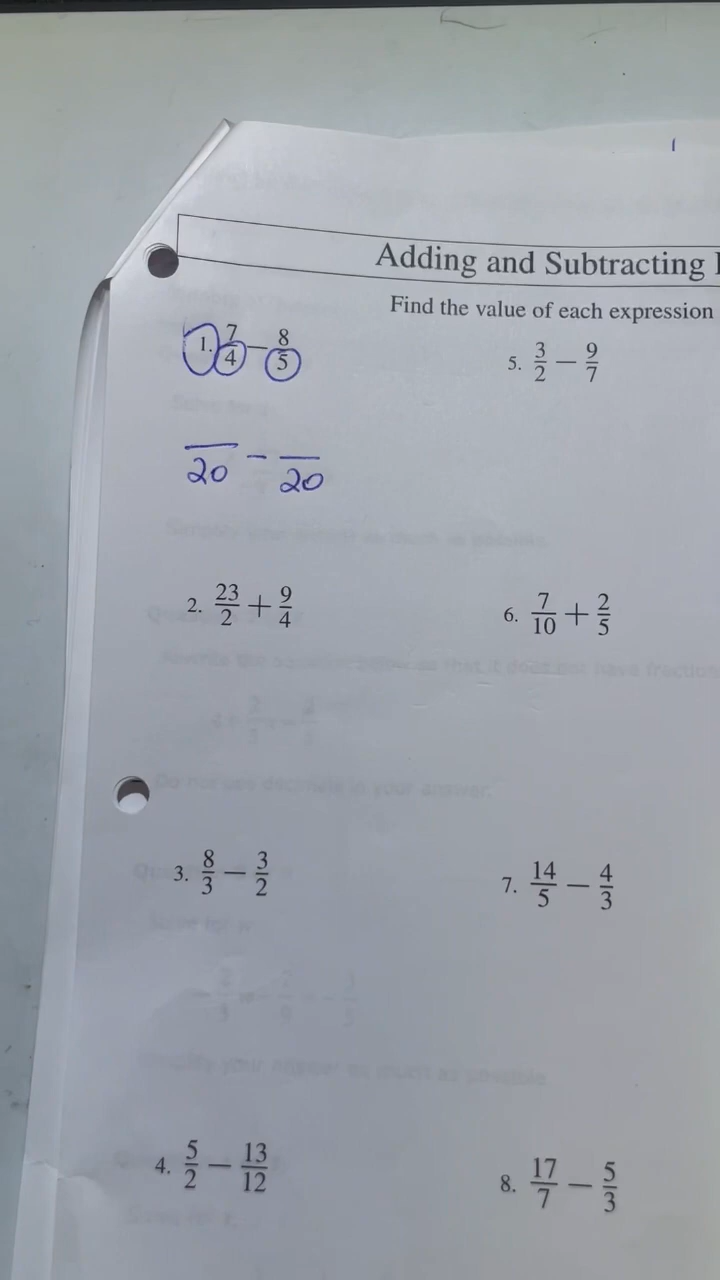 Adding and Subtracting
Find the value of each expression
1. 7/4 − 8/5
20 − 20
2. 23/2 + 9/4
3. 8/3 − 3/2
4. 5/2 − 13/12
5. 3/2 − 9/7
6. 7/10 + 2/5
7. 14/5 − 4/3
8. 17/7 − 5/3